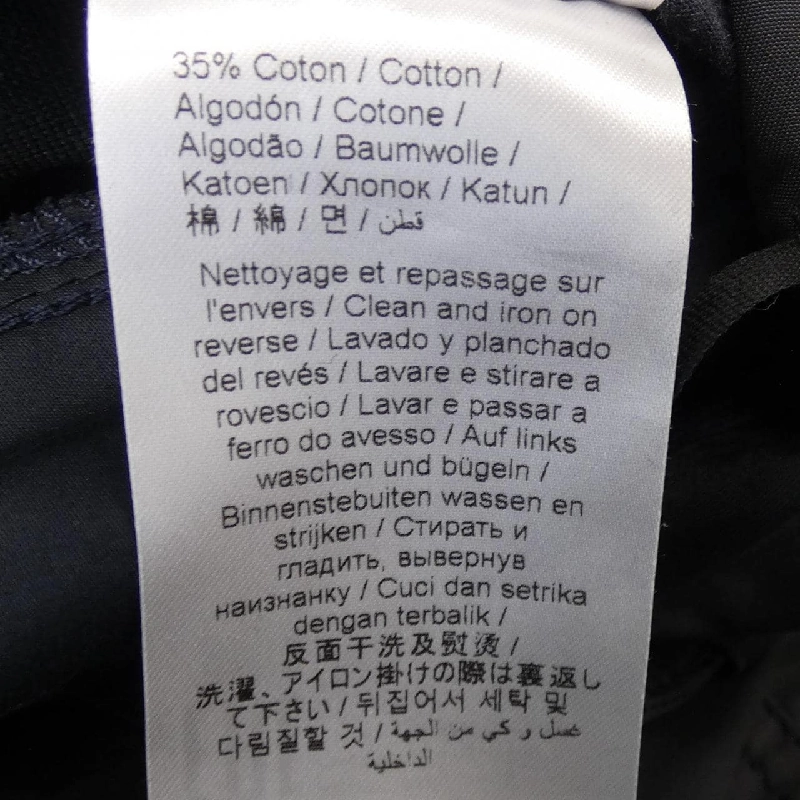 35% Coton / Cotton /
Algodón / Cotone /
Algodão / Baumwolle /
Katoen / Хлопок / Katun /
棉 / 綿 / 면 / قطن
Nettoyage et repassage sur
l'envers / Clean and iron on
reverse / Lavado y planchado
del revés / Lavare e stirare a
rovescio / Lavar e passar a
ferro do avesso / Auf links
waschen und bügeln /
Binnenstebuiten wassen en
strijken / Стирать и
гладить, вывернув
наизнанку / Cuci dan setrika
dengan terbalik /
反面干洗及熨烫 /
洗濯、アイロン掛けの際は裏返し
て下さい / 뒤집어서 세탁 및
다림질할 것 / غسل و كي من الجهة
الداخلية